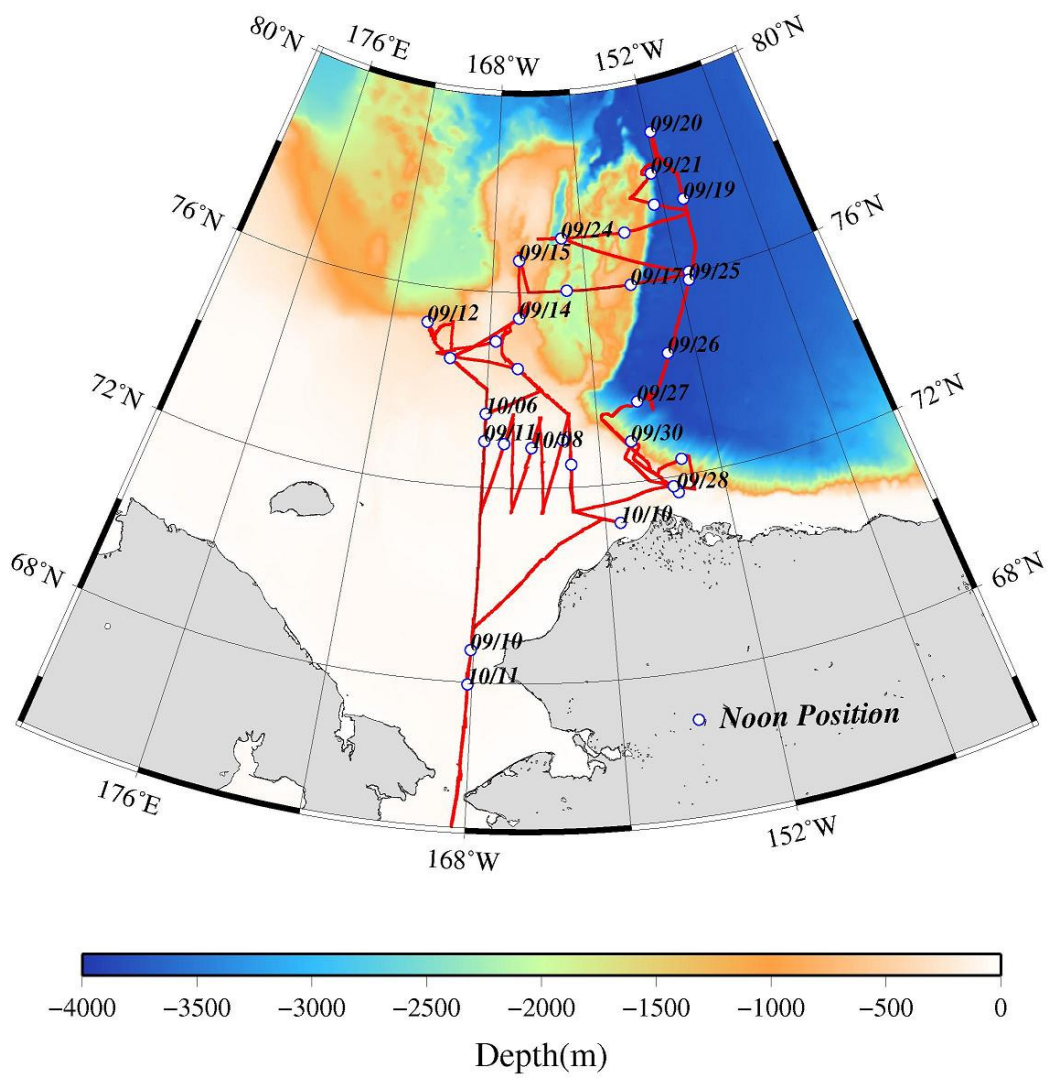 80°N 176°E 168°W 152°W 80°N
09/20
09/21
09/19
76°N 76°N
09/24
09/15
09/17 09/25
09/12 09/14
09/26
72°N 09/27 72°N
10/06
09/11 10/08 09/30
09/28
10/10
68°N 68°N
09/10
10/11
Noon Position
176°E 152°W
168°W
−4000 −3500 −3000 −2500 −2000 −1500 −1000 −500 0
Depth(m)